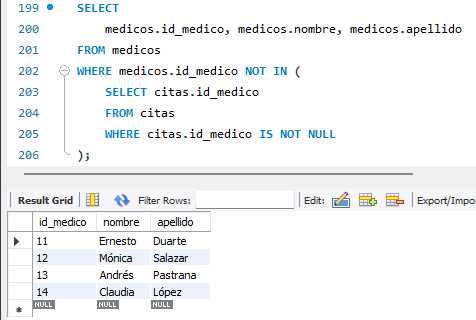 199 SELECT
200 medicos.id_medico, medicos.nombre, medicos.apellido
201 FROM medicos
202 WHERE medicos.id_medico NOT IN (
203 SELECT citas.id_medico
204 FROM citas
205 WHERE citas.id_medico IS NOT NULL
206 );
Result Grid Filter Rows: Edit: Export/Impo
id_medico nombre apellido
11 Ernesto Duarte
12 Mónica Salazar
13 Andrés Pastrana
14 Claudia López
NULL NULL NULL